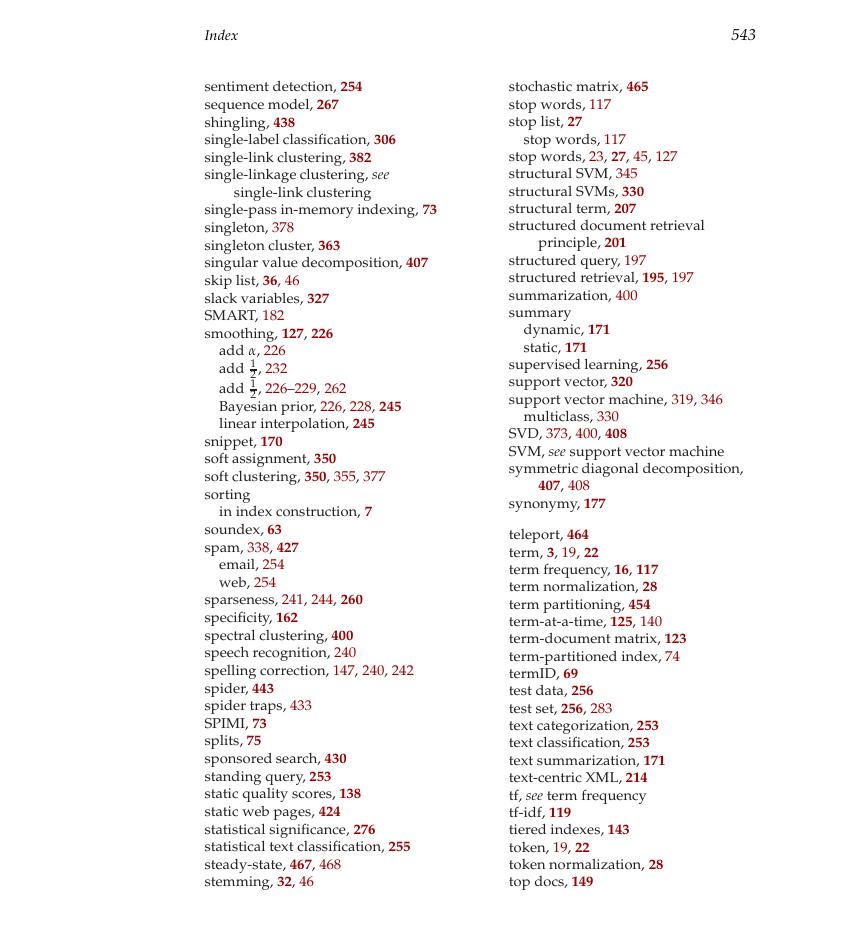 Index 543
sentiment detection, 254
sequence model, 267
shingling, 438
single-label classification, 306
single-link clustering, 382
single-linkage clustering, see
single-link clustering
single-pass in-memory indexing, 73
singleton, 378
singleton cluster, 363
singular value decomposition, 407
skip list, 36, 46
slack variables, 327
SMART, 182
smoothing, 127, 226
add α, 226
add 1/2, 232
add 1/2, 226–229, 262
Bayesian prior, 226, 228, 245
linear interpolation, 245
snippet, 170
soft assignment, 350
soft clustering, 350, 355, 377
sorting
in index construction, 7
soundex, 63
spam, 338, 427
email, 254
web, 254
sparseness, 241, 244, 260
specificity, 162
spectral clustering, 400
speech recognition, 240
spelling correction, 147, 240, 242
spider, 443
spider traps, 433
SPIMI, 73
splits, 75
sponsored search, 430
standing query, 253
static quality scores, 138
static web pages, 424
statistical significance, 276
statistical text classification, 255
steady-state, 467, 468
stemming, 32, 46
stochastic matrix, 465
stop words, 117
stop list, 27
stop words, 117
stop words, 23, 27, 45, 127
structural SVM, 345
structural SVMs, 330
structural term, 207
structured document retrieval
principle, 201
structured query, 197
structured retrieval, 195, 197
summarization, 400
summary
dynamic, 171
static, 171
supervised learning, 256
support vector, 320
support vector machine, 319, 346
multiclass, 330
SVD, 373, 400, 408
SVM, see support vector machine
symmetric diagonal decomposition,
407, 408
synonymy, 177
teleport, 464
term, 3, 19, 22
term frequency, 16, 117
term normalization, 28
term partitioning, 454
term-at-a-time, 125, 140
term-document matrix, 123
term-partitioned index, 74
termID, 69
test data, 256
test set, 256, 283
text categorization, 253
text classification, 253
text summarization, 171
text-centric XML, 214
tf, see term frequency
tf-idf, 119
tiered indexes, 143
token, 19, 22
token normalization, 28
top docs, 149